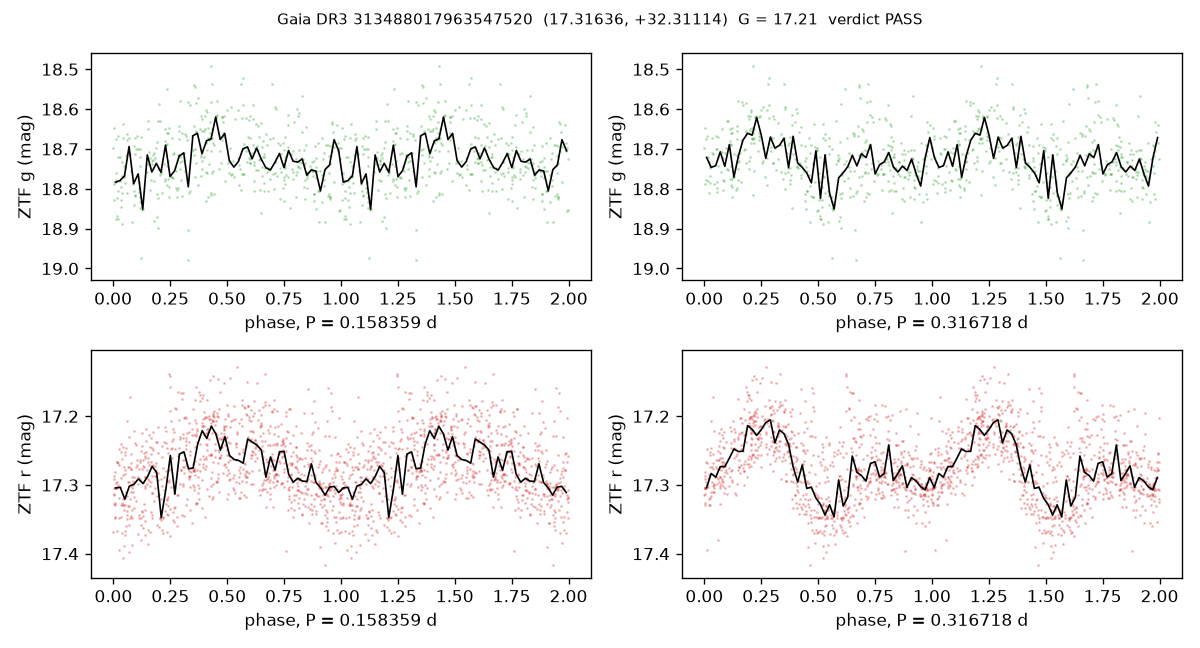 Gaia DR3 313488017963547520 (17.31636, +32.31114) G = 17.21 verdict PASS
ZTF g (mag)
18.5
18.6
18.7
18.8
18.9
19.0
0.00 0.25 0.50 0.75 1.00 1.25 1.50 1.75 2.00
phase, P = 0.158359 d
ZTF g (mag)
18.5
18.6
18.7
18.8
18.9
19.0
0.00 0.25 0.50 0.75 1.00 1.25 1.50 1.75 2.00
phase, P = 0.316718 d
ZTF r (mag)
17.2
17.3
17.4
0.00 0.25 0.50 0.75 1.00 1.25 1.50 1.75 2.00
phase, P = 0.158359 d
ZTF r (mag)
17.2
17.3
17.4
0.00 0.25 0.50 0.75 1.00 1.25 1.50 1.75 2.00
phase, P = 0.316718 d